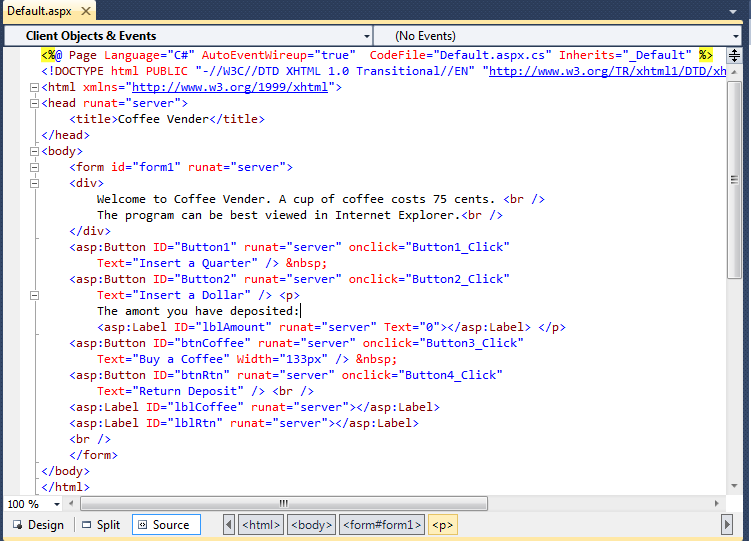 Default.aspx
Client Objects & Events
(No Events)
<%@ Page Language="C#" AutoEventWireup="true"  CodeFile="Default.aspx.cs" Inherits="_Default" %>
<!DOCTYPE html PUBLIC "-//W3C//DTD XHTML 1.0 Transitional//EN" "http://www.w3.org/TR/xhtml1/DTD/xh
<html xmlns="http://www.w3.org/1999/xhtml">
<head runat="server">
    <title>Coffee Vender</title>
</head>
<body>
    <form id="form1" runat="server">
    <div>
        Welcome to Coffee Vender. A cup of coffee costs 75 cents. <br />
        The program can be best viewed in Internet Explorer.<br />
    </div>
    <asp:Button ID="Button1" runat="server" onclick="Button1_Click"
        Text="Insert a Quarter" /> &nbsp;
    <asp:Button ID="Button2" runat="server" onclick="Button2_Click"
        Text="Insert a Dollar" /> <p>
        The amont you have deposited:
        <asp:Label ID="lblAmount" runat="server" Text="0"></asp:Label> </p>
    <asp:Button ID="btnCoffee" runat="server" onclick="Button3_Click"
        Text="Buy a Coffee" Width="133px" /> &nbsp;
    <asp:Button ID="btnRtn" runat="server" onclick="Button4_Click"
        Text="Return Deposit" /> <br />
    <asp:Label ID="lblCoffee" runat="server"></asp:Label>
    <asp:Label ID="lblRtn" runat="server"></asp:Label>
    <br />
    </form>
</body>
</html>
100 %
Design Split Source <html> <body> <form#form1> <p>